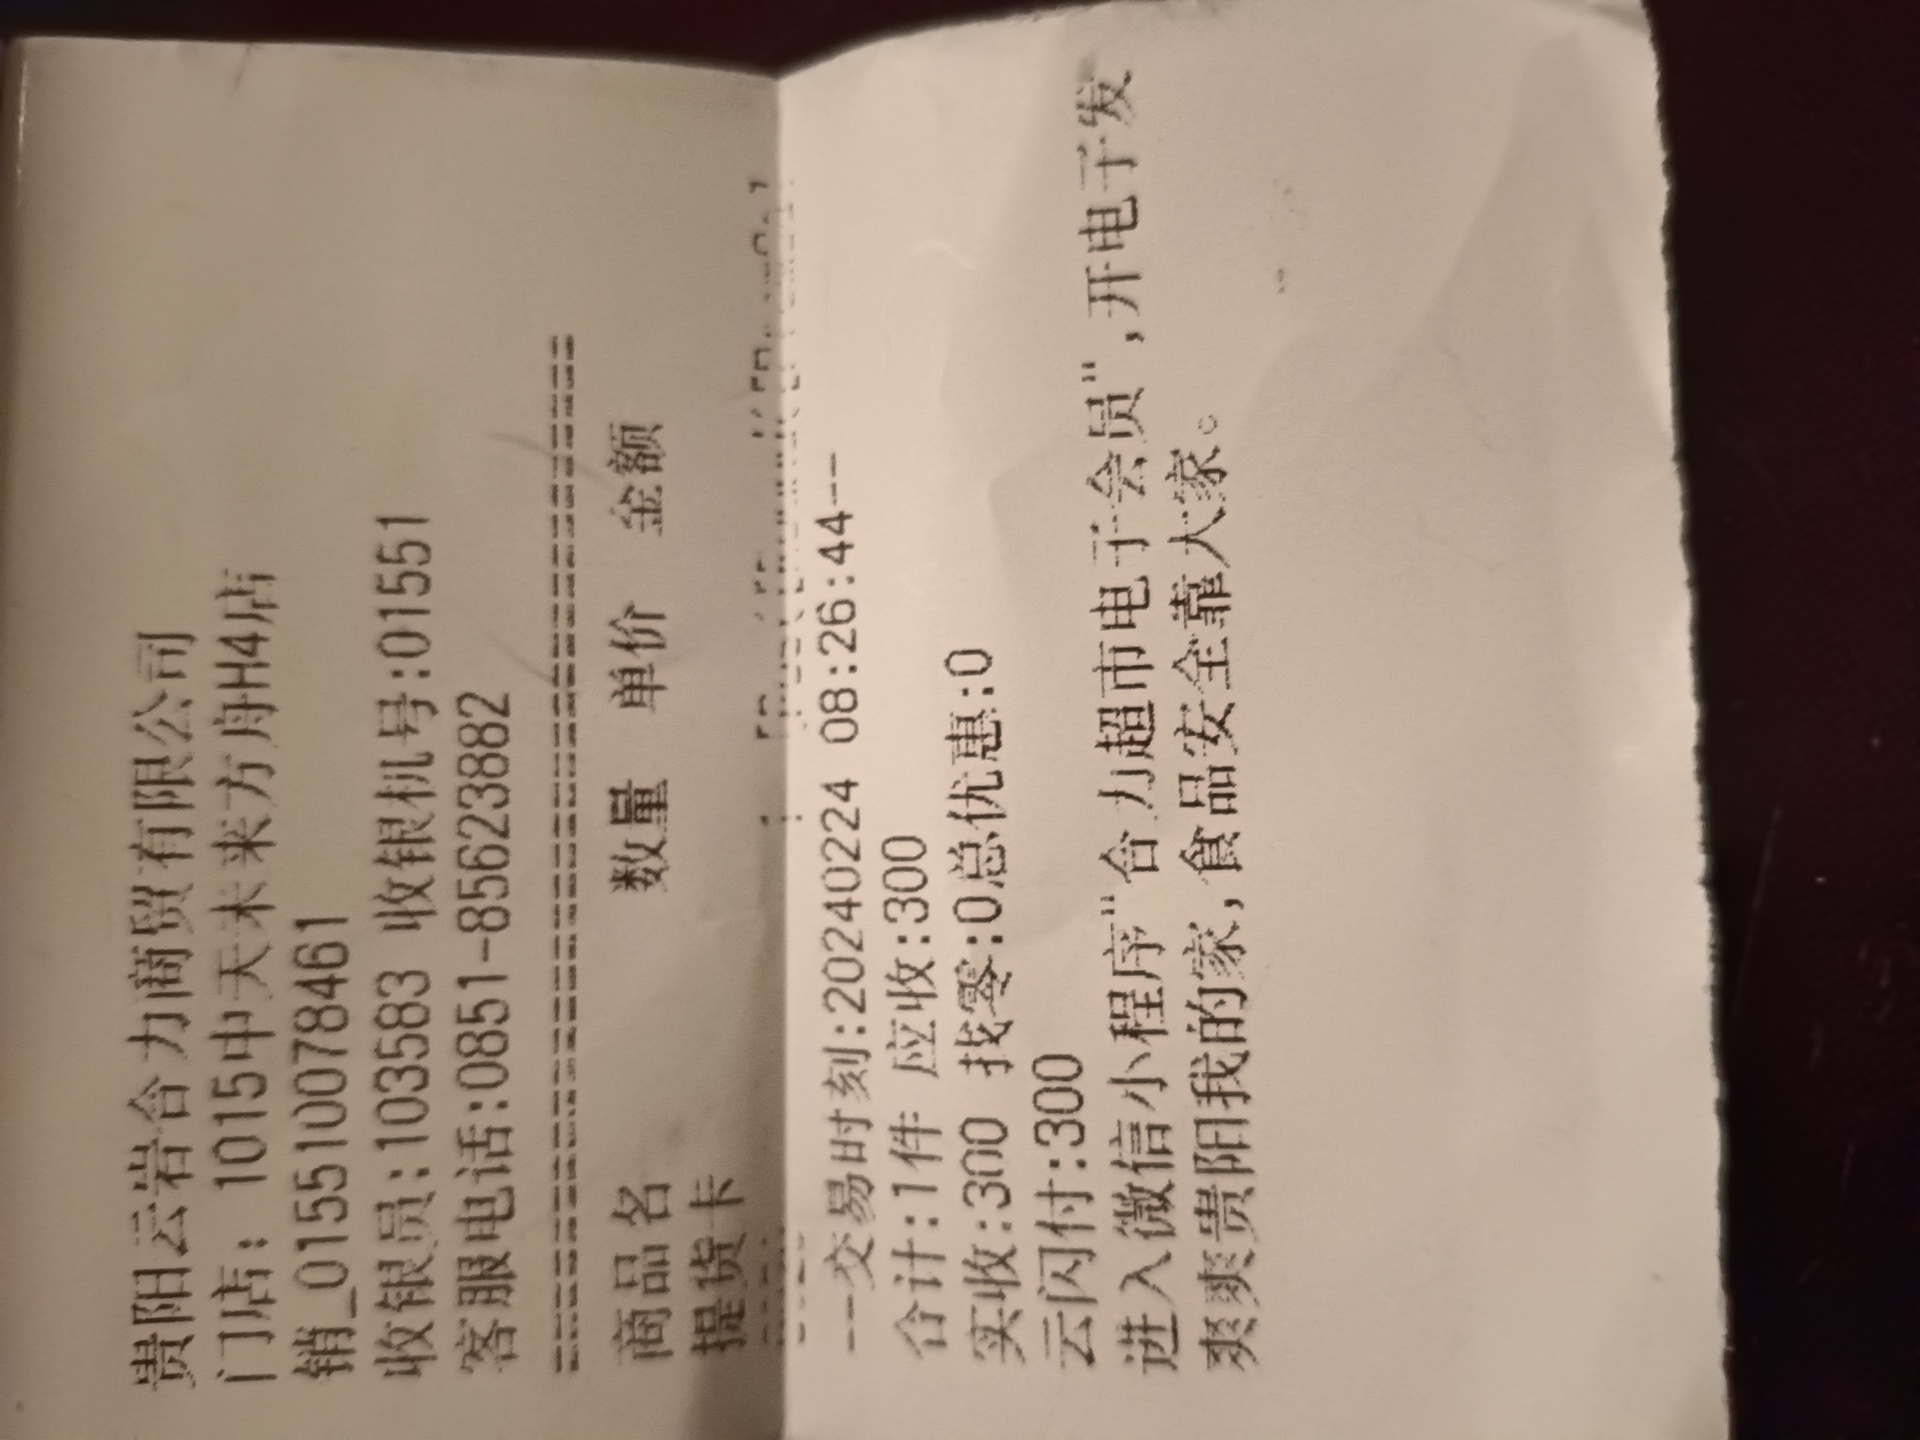 贵阳云岩合力商贸有限公司
门店: 1015中天未来方舟H4店
销_0155100078461
收银员:103583 收银机号:01551
客服电话:0851-85623882
==============================
商品名 数量 单价 金额
提货卡
--交易时刻:20240224 08:26:44--
合计:1件 应收:300
实收:300 找零:0总优惠:0
云闪付:300
进入微信小程序"合力超市电子会员",开电子发
爽爽贵阳我的家,食品安全靠大家。